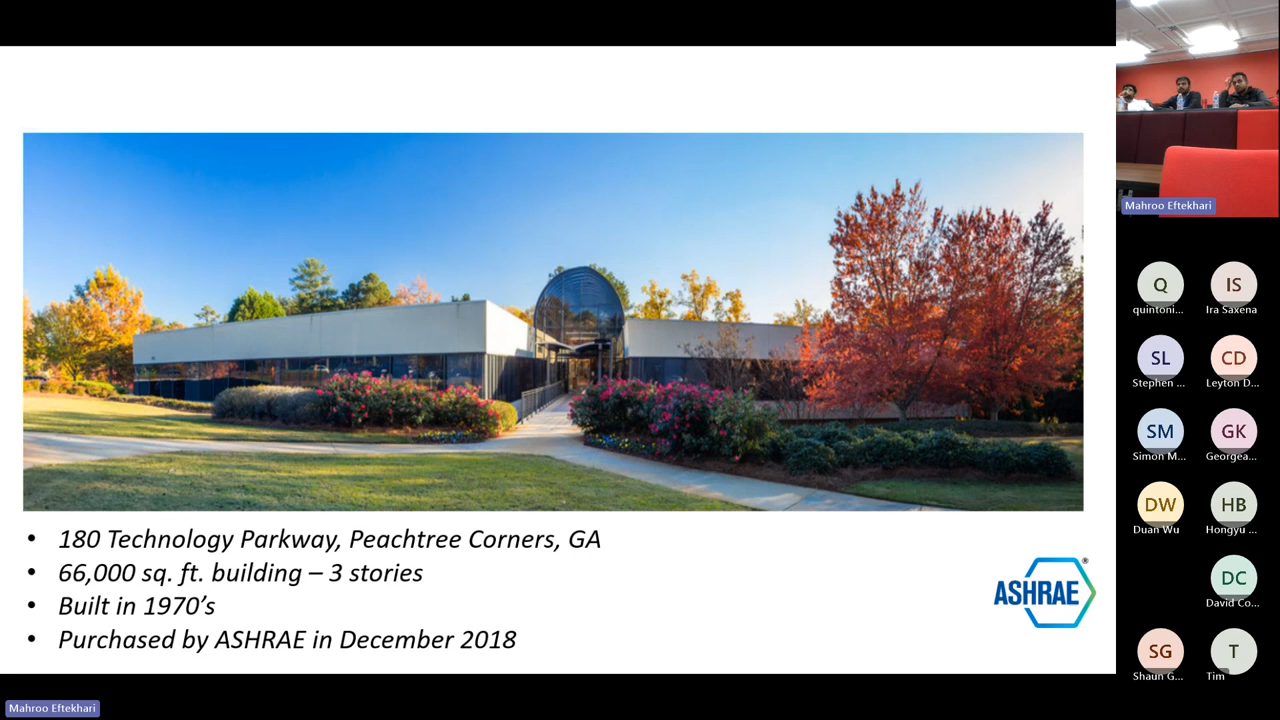 • 180 Technology Parkway, Peachtree Corners, GA
• 66,000 sq. ft. building – 3 stories
• Built in 1970's
• Purchased by ASHRAE in December 2018
ASHRAE®
Mahroo Eftekhari
Mahroo Eftekhari
Q
quintoni...
IS
Ira Saxena
SL
Stephen ...
CD
Leyton D...
SM
Simon M...
GK
Georgea...
DW
Duan Wu
HB
Hongyu ...
DC
David Co...
SG
Shaun G...
T
Tim